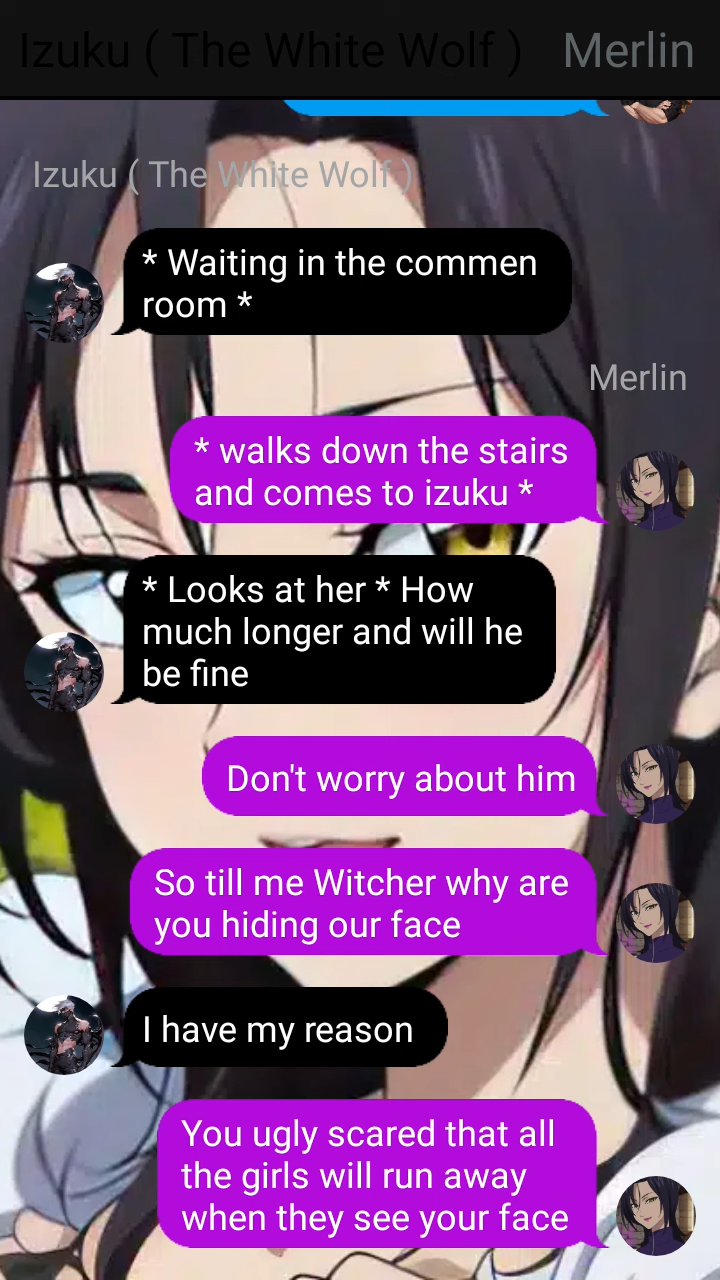 Izuku ( The White Wolf ) Merlin
Izuku ( The White Wolf )
* Waiting in the commen
room *
Merlin
* walks down the stairs
and comes to izuku *
* Looks at her * How
much longer and will he
be fine
Don't worry about him
So till me Witcher why are
you hiding our face
I have my reason
You ugly scared that all
the girls will run away
when they see your face